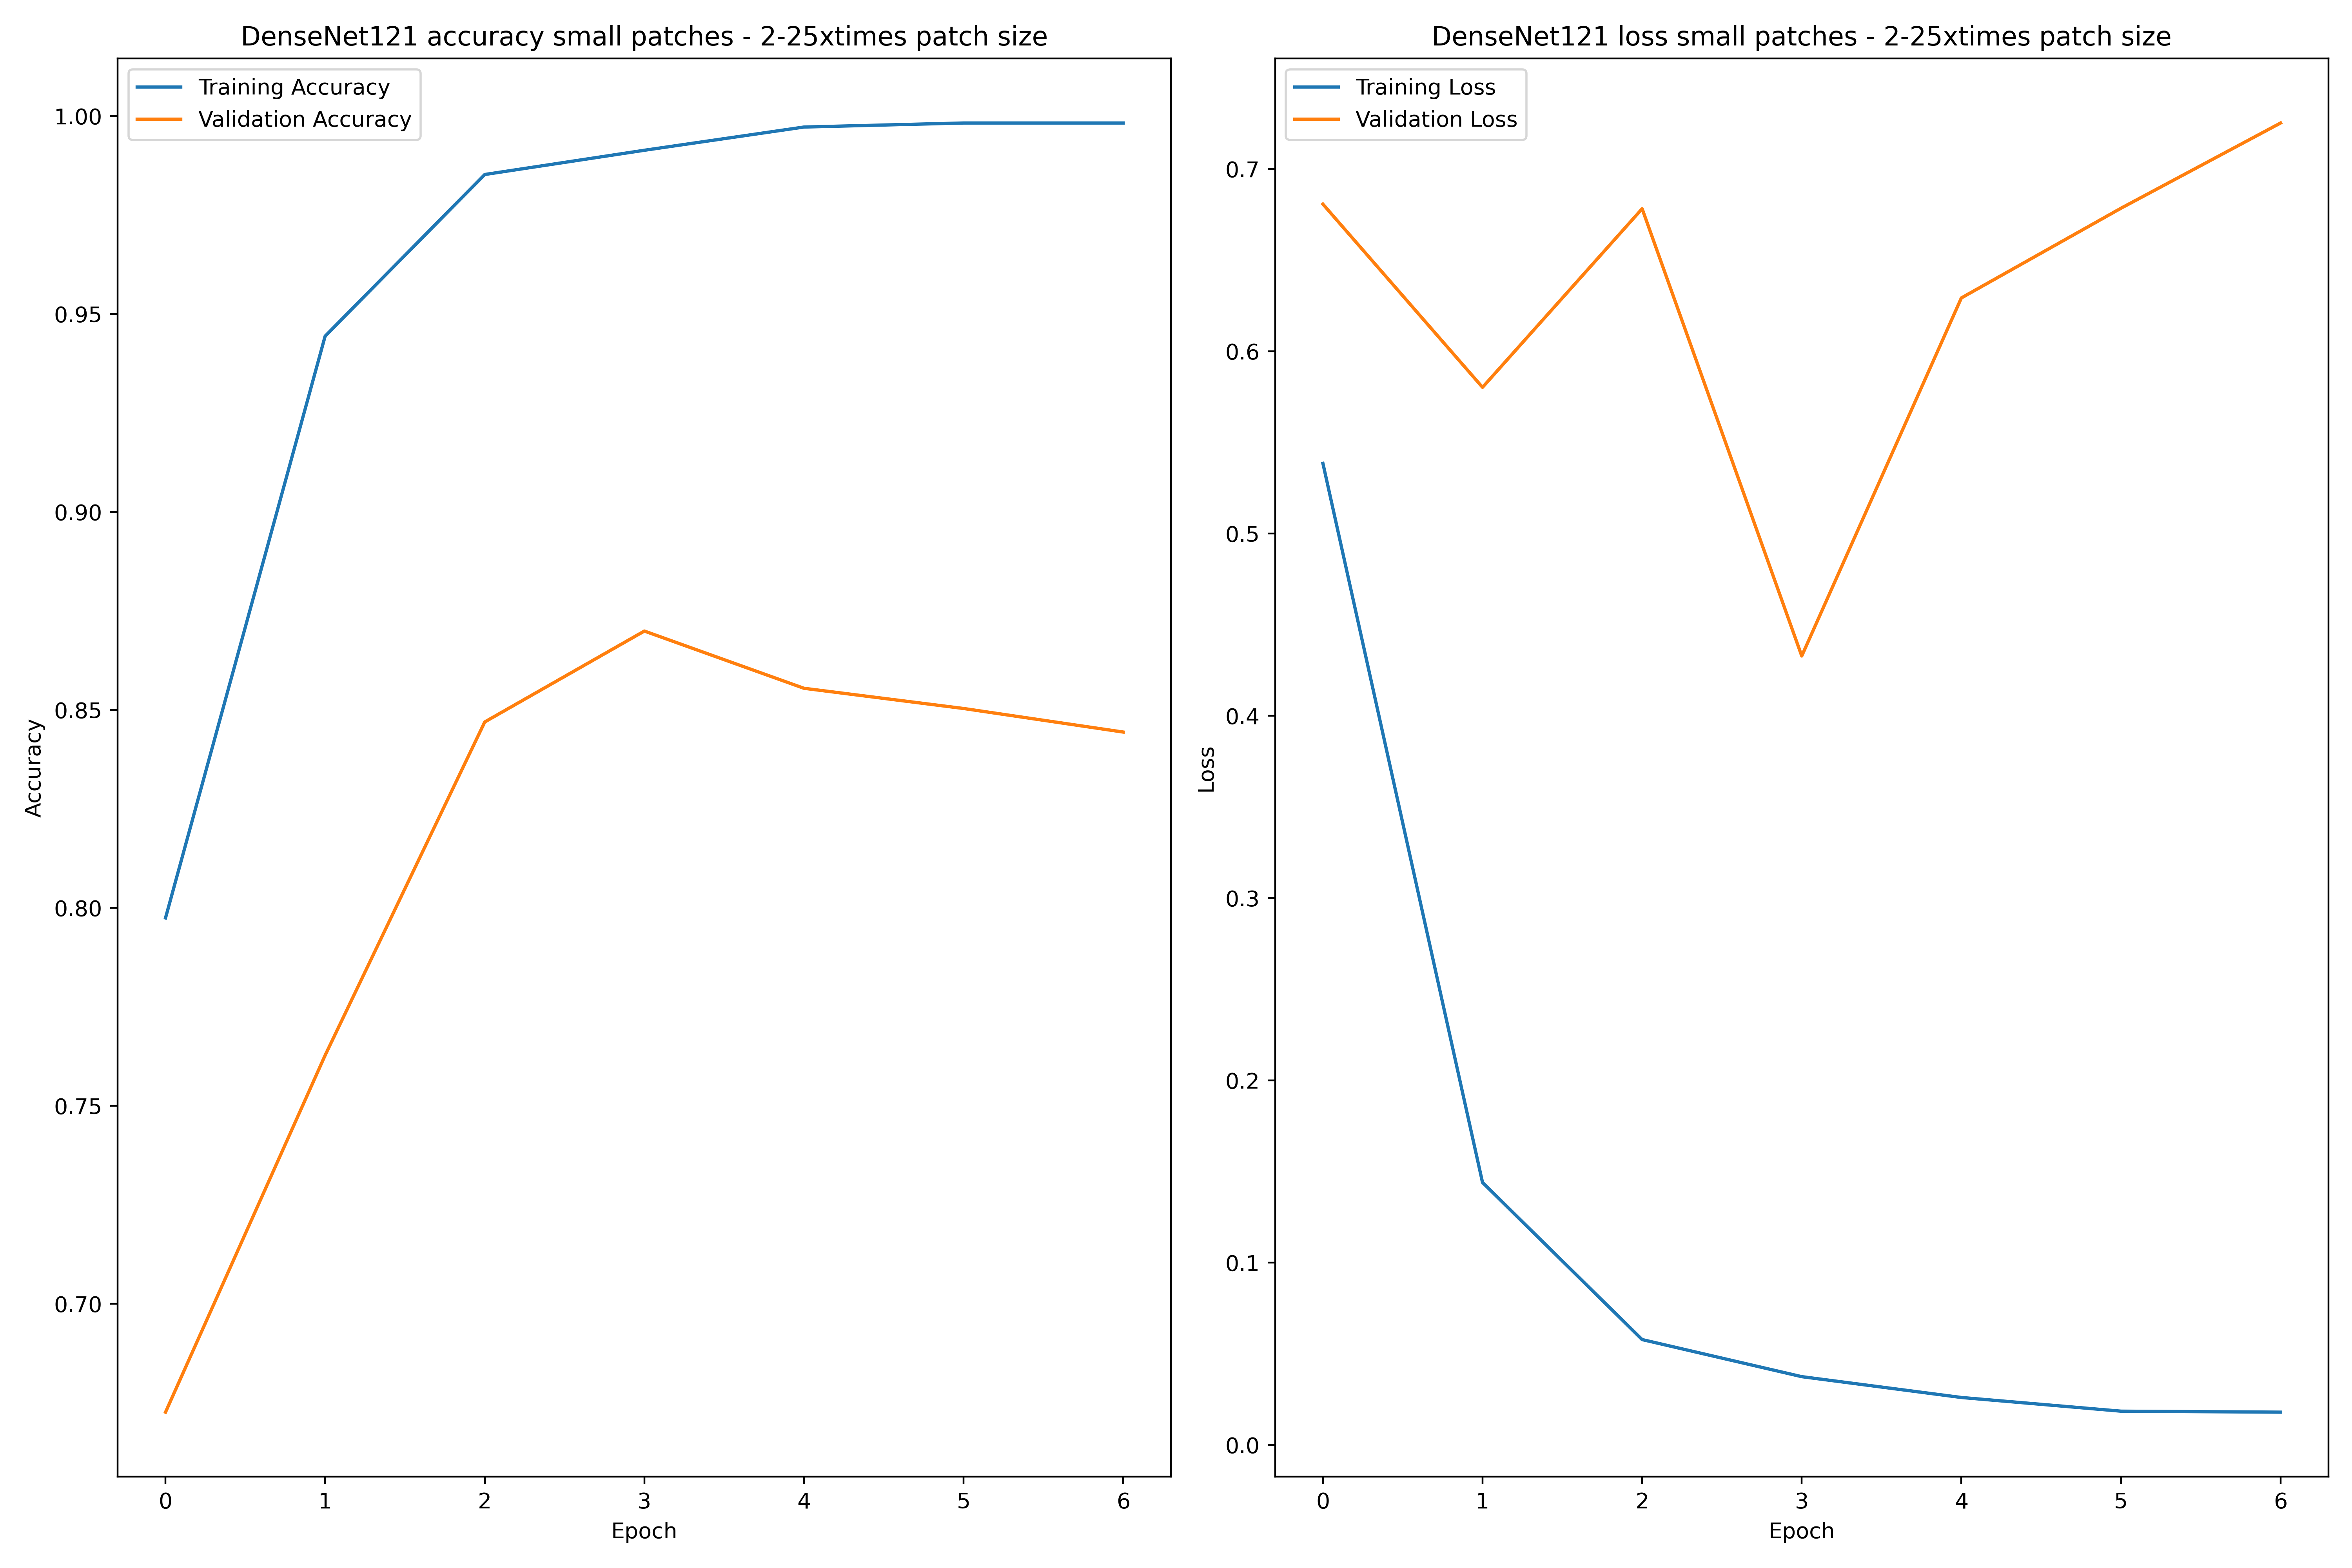 DenseNet121 accuracy small patches - 2-25xtimes patch size
Training Accuracy
Validation Accuracy
1.00
0.95
0.90
0.85
0.80
0.75
0.70
Accuracy
0 1 2 3 4 5 6
Epoch
DenseNet121 loss small patches - 2-25xtimes patch size
Training Loss
Validation Loss
0.7
0.6
0.5
0.4
0.3
0.2
0.1
0.0
Loss
0 1 2 3 4 5 6
Epoch